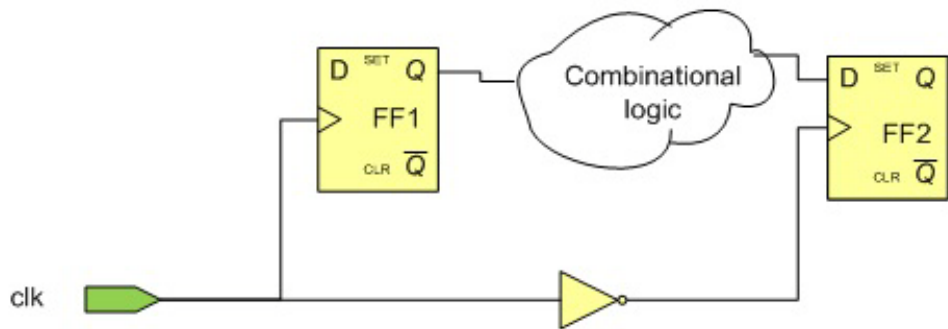 D SET Q
FF1
CLR Q̅
Combinational
logic
D SET Q
FF2
CLR Q̅
clk